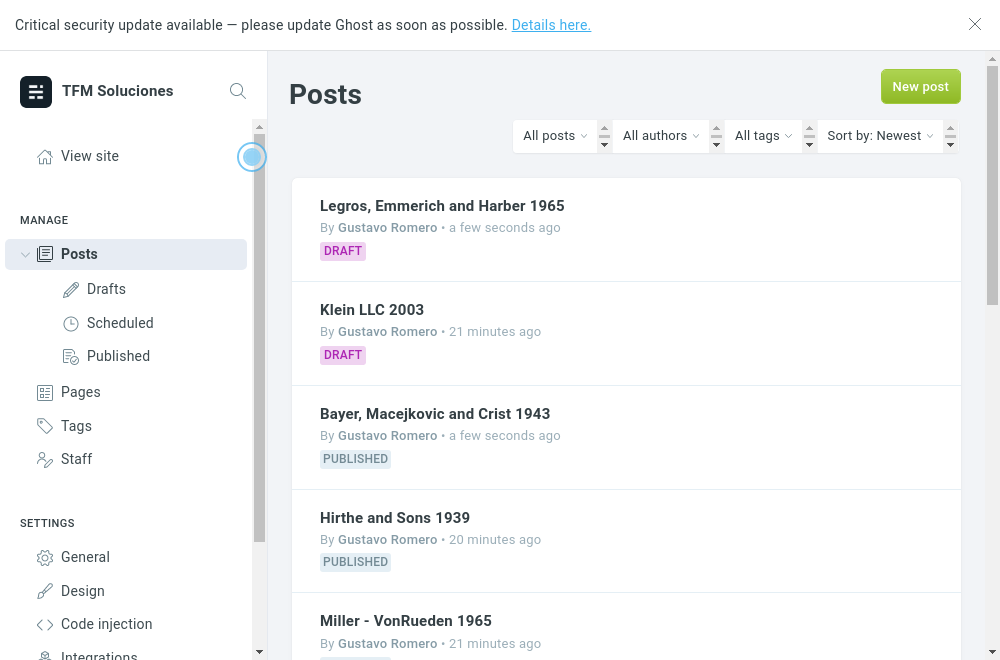 Critical security update available — please update Ghost as soon as possible. Details here.
TFM Soluciones
View site
MANAGE
Posts
Drafts
Scheduled
Published
Pages
Tags
Staff
SETTINGS
General
Design
Code injection
Integrations
Posts
New post
All posts
All authors
All tags
Sort by: Newest
Legros, Emmerich and Harber 1965
By Gustavo Romero • a few seconds ago
DRAFT
Klein LLC 2003
By Gustavo Romero • 21 minutes ago
DRAFT
Bayer, Macejkovic and Crist 1943
By Gustavo Romero • a few seconds ago
PUBLISHED
Hirthe and Sons 1939
By Gustavo Romero • 20 minutes ago
PUBLISHED
Miller - VonRueden 1965
By Gustavo Romero • 21 minutes ago